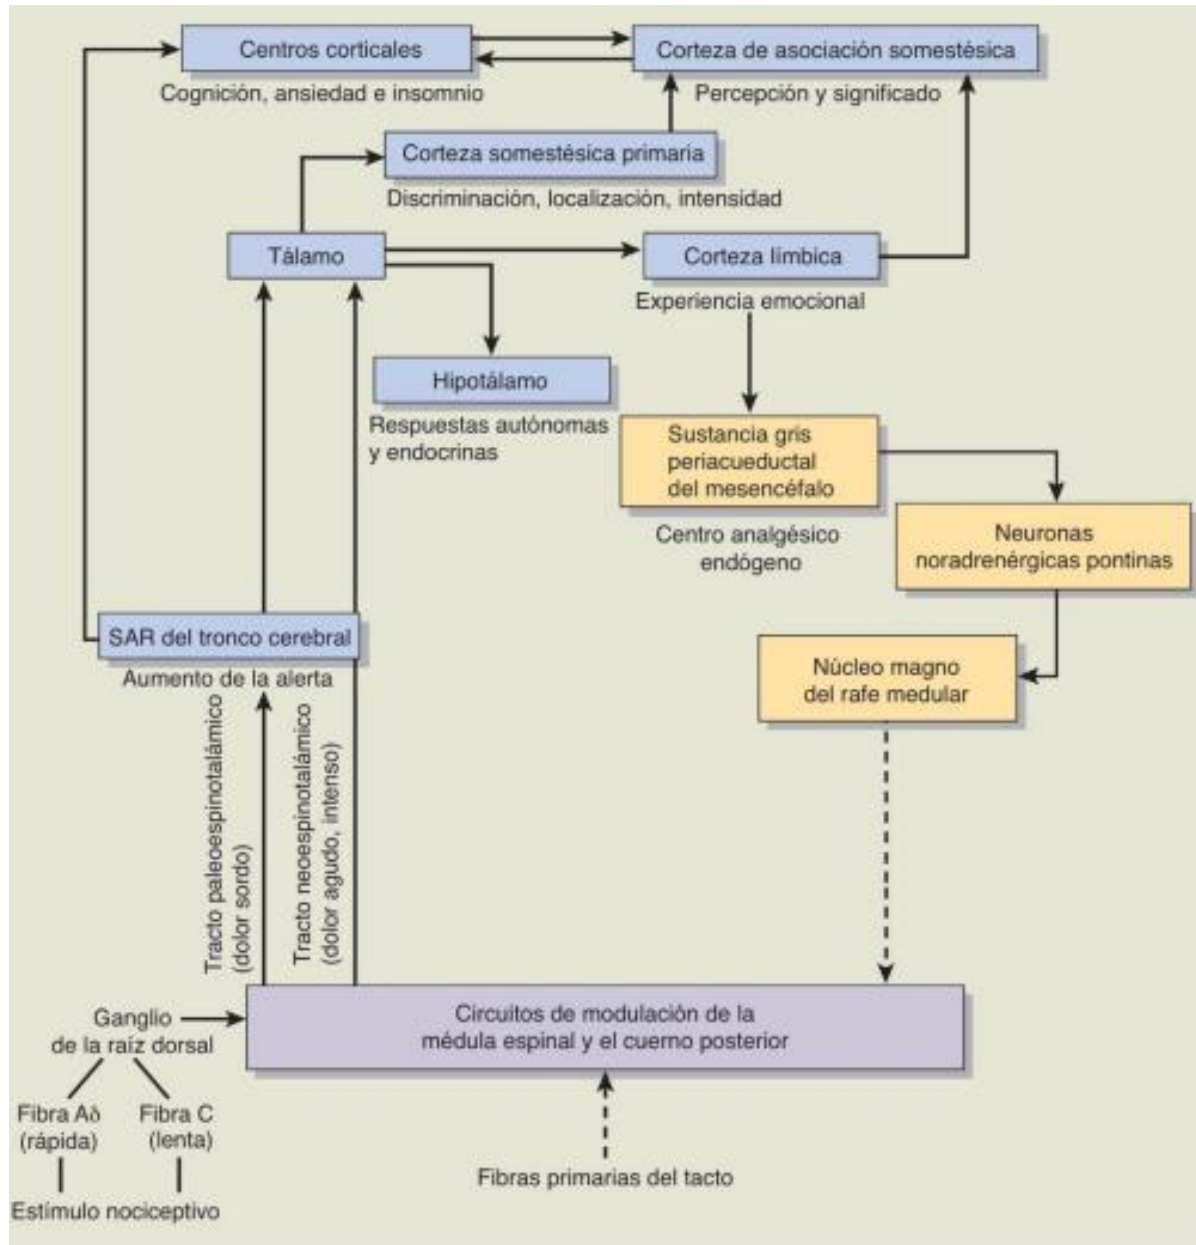 Centros corticales
Corteza de asociación somestésica
Cognición, ansiedad e insomnio
Percepción y significado
Corteza somestésica primaria
Discriminación, localización, intensidad
Tálamo
Corteza límbica
Experiencia emocional
Hipotálamo
Respuestas autónomas
y endocrinas
Sustancia gris
periacueductal
del mesencéfalo
Centro analgésico
endógeno
Neuronas
noradrenérgicas pontinas
SAR del tronco cerebral
Aumento de la alerta
Núcleo magno
del rafe medular
Tracto paleoespinotalámico
(dolor sordo)
Tracto neoespinotalámico
(dolor agudo, intenso)
Ganglio
de la raíz dorsal
Circuitos de modulación de la
médula espinal y el cuerno posterior
Fibra Aδ
(rápida)
Fibra C
(lenta)
Estímulo nociceptivo
Fibras primarias del tacto